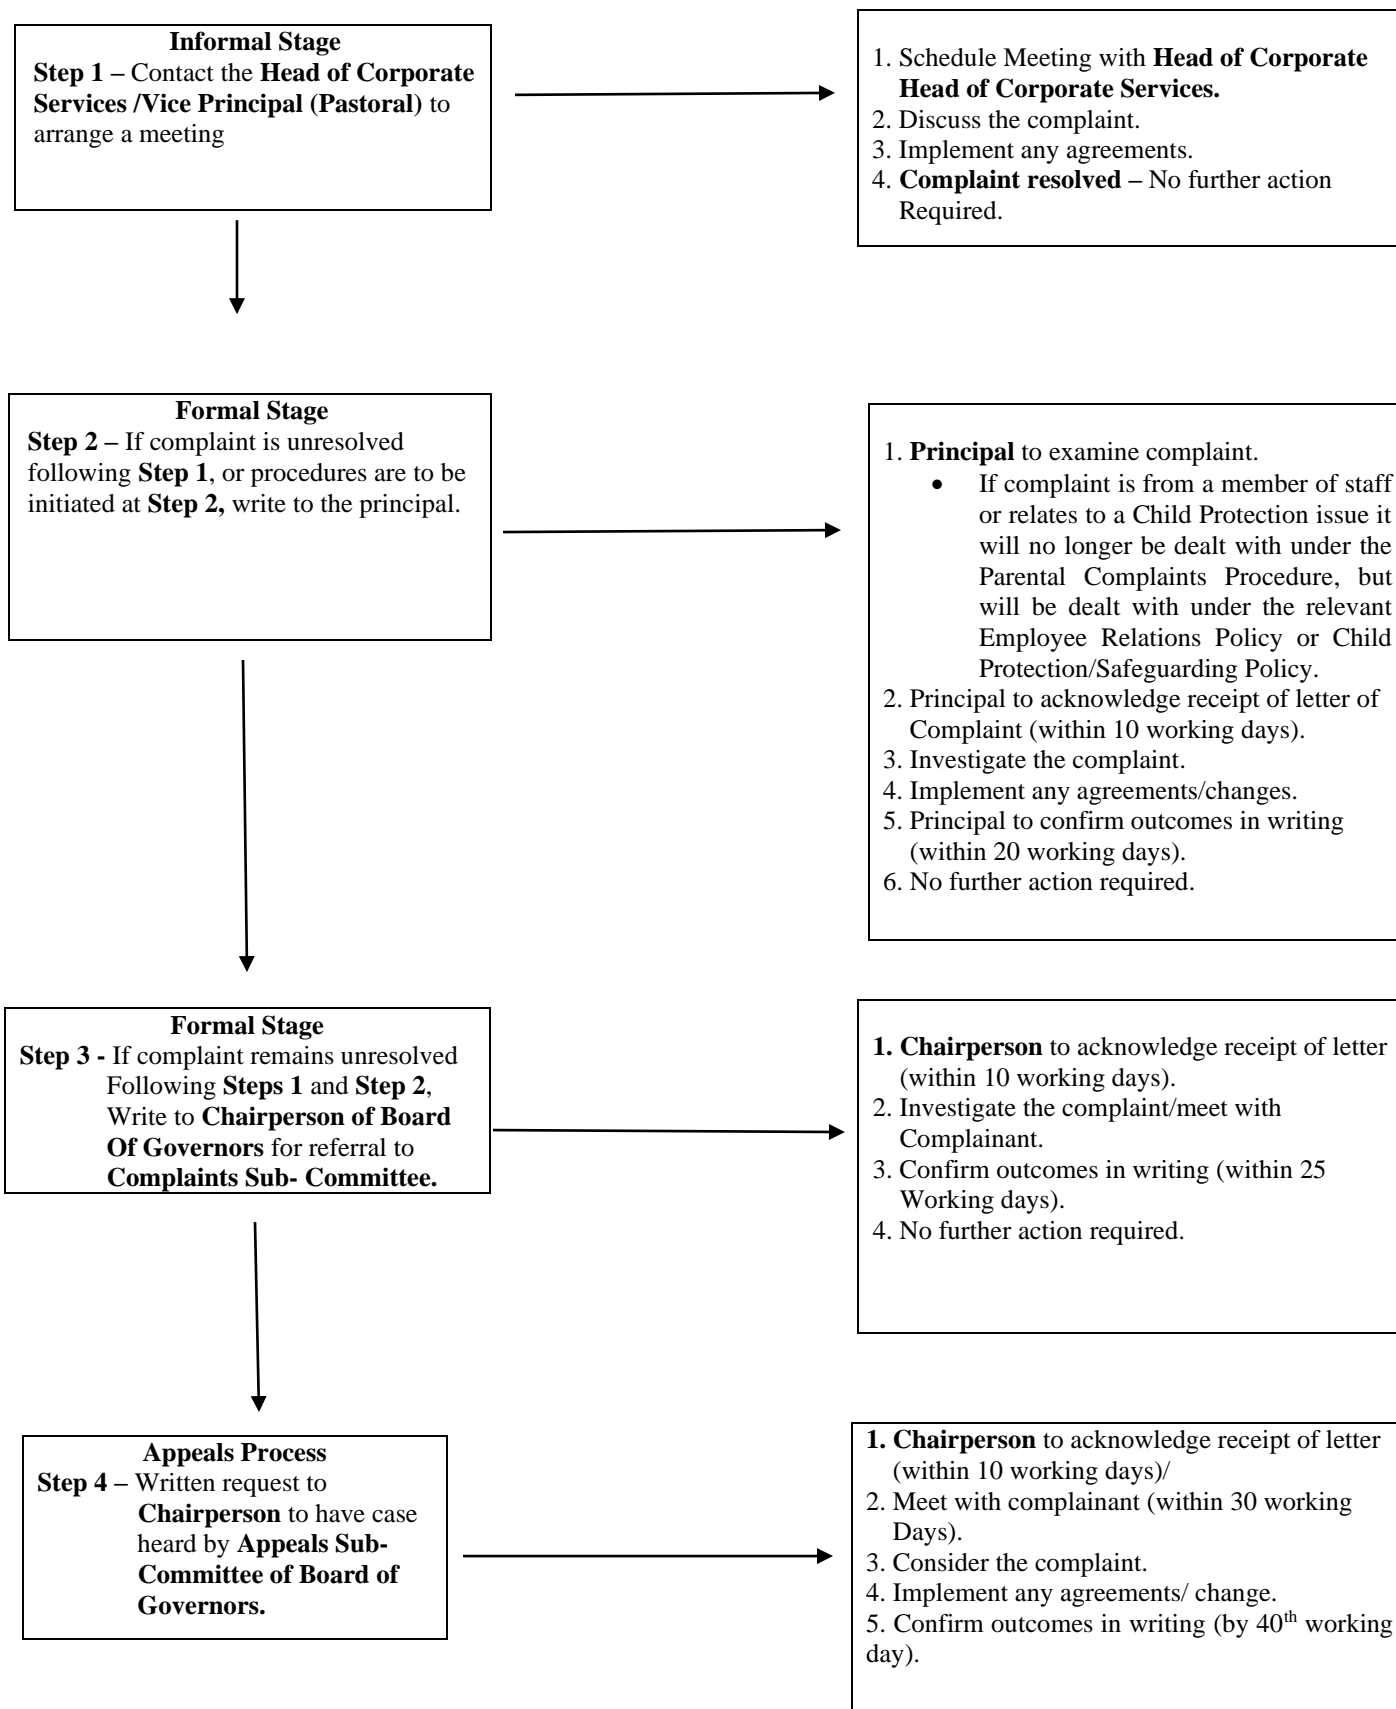 Informal Stage
Step 1 – Contact the Head of Corporate
Services /Vice Principal (Pastoral) to
arrange a meeting
1. Schedule Meeting with Head of Corporate
Head of Corporate Services.
2. Discuss the complaint.
3. Implement any agreements.
4. Complaint resolved – No further action
Required.
Formal Stage
Step 2 – If complaint is unresolved
following Step 1, or procedures are to be
initiated at Step 2, write to the principal.
1. Principal to examine complaint.
• If complaint is from a member of staff
or relates to a Child Protection issue it
will no longer be dealt with under the
Parental Complaints Procedure, but
will be dealt with under the relevant
Employee Relations Policy or Child
Protection/Safeguarding Policy.
2. Principal to acknowledge receipt of letter of
Complaint (within 10 working days).
3. Investigate the complaint.
4. Implement any agreements/changes.
5. Principal to confirm outcomes in writing
(within 20 working days).
6. No further action required.
Formal Stage
Step 3 - If complaint remains unresolved
Following Steps 1 and Step 2,
Write to Chairperson of Board
Of Governors for referral to
Complaints Sub- Committee.
1. Chairperson to acknowledge receipt of letter
(within 10 working days).
2. Investigate the complaint/meet with
Complainant.
3. Confirm outcomes in writing (within 25
Working days).
4. No further action required.
Appeals Process
Step 4 – Written request to
Chairperson to have case
heard by Appeals Sub-
Committee of Board of
Governors.
1. Chairperson to acknowledge receipt of letter
(within 10 working days)/
2. Meet with complainant (within 30 working
Days).
3. Consider the complaint.
4. Implement any agreements/ change.
5. Confirm outcomes in writing (by 40th working
day).